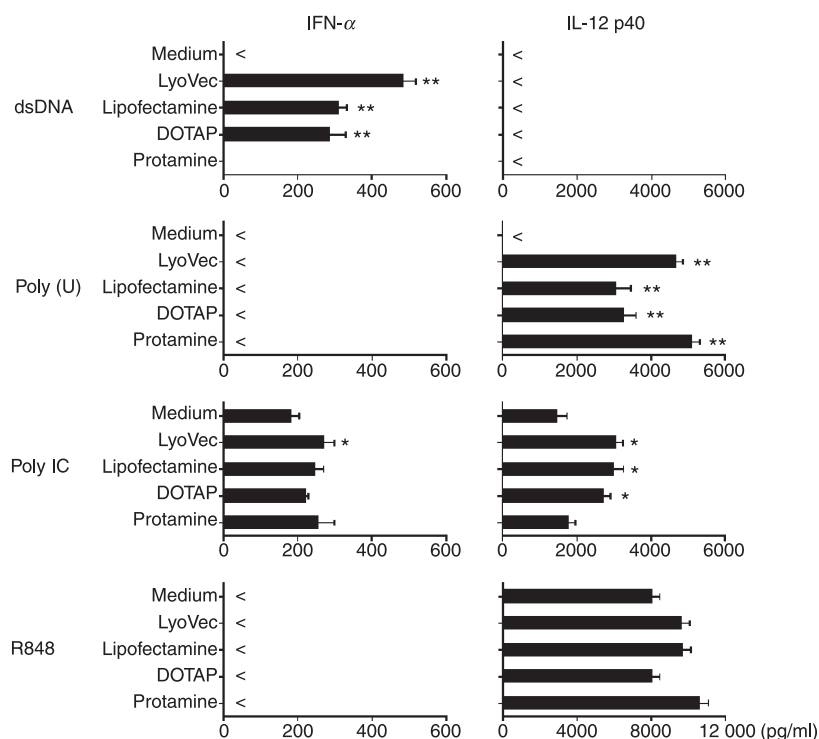 IFN-α IL-12 p40
dsDNA
Medium < <
LyoVec ** <
Lipofectamine ** <
DOTAP ** <
Protamine < <
0 200 400 600 0 2000 4000 6000
Poly (U)
Medium < <
LyoVec < **
Lipofectamine < **
DOTAP < **
Protamine < **
0 200 400 600 0 2000 4000 6000
Poly IC
Medium
LyoVec * *
Lipofectamine *
DOTAP *
Protamine
0 200 400 600 0 2000 4000 6000
R848
Medium <
LyoVec <
Lipofectamine <
DOTAP <
Protamine <
0 200 400 600 0 4000 8000 12 000 (pg/ml)